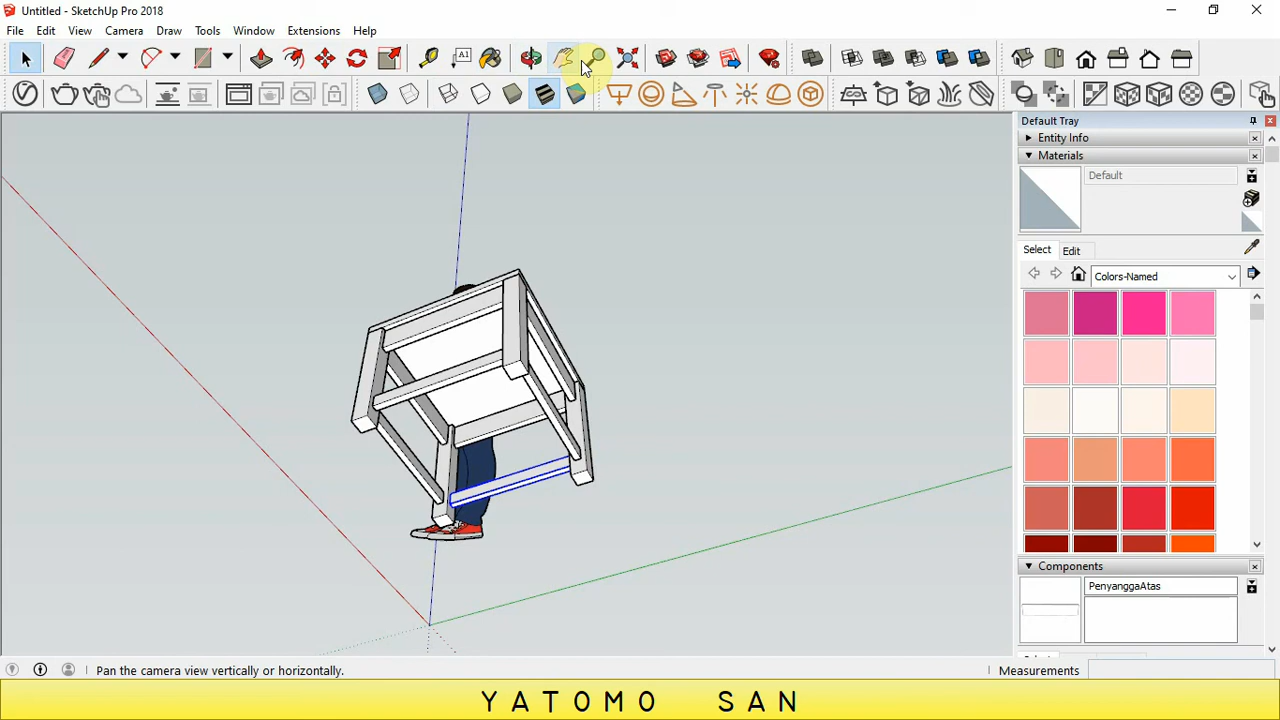 Untitled - SketchUp Pro 2018
File Edit View Camera Draw Tools Window Extensions Help
A1
Default Tray
Entity Info
Materials
Default
Select Edit
Colors-Named
Components
PenyanggaAtas
Pan the camera view vertically or horizontally.
Measurements
YATOMO SAN